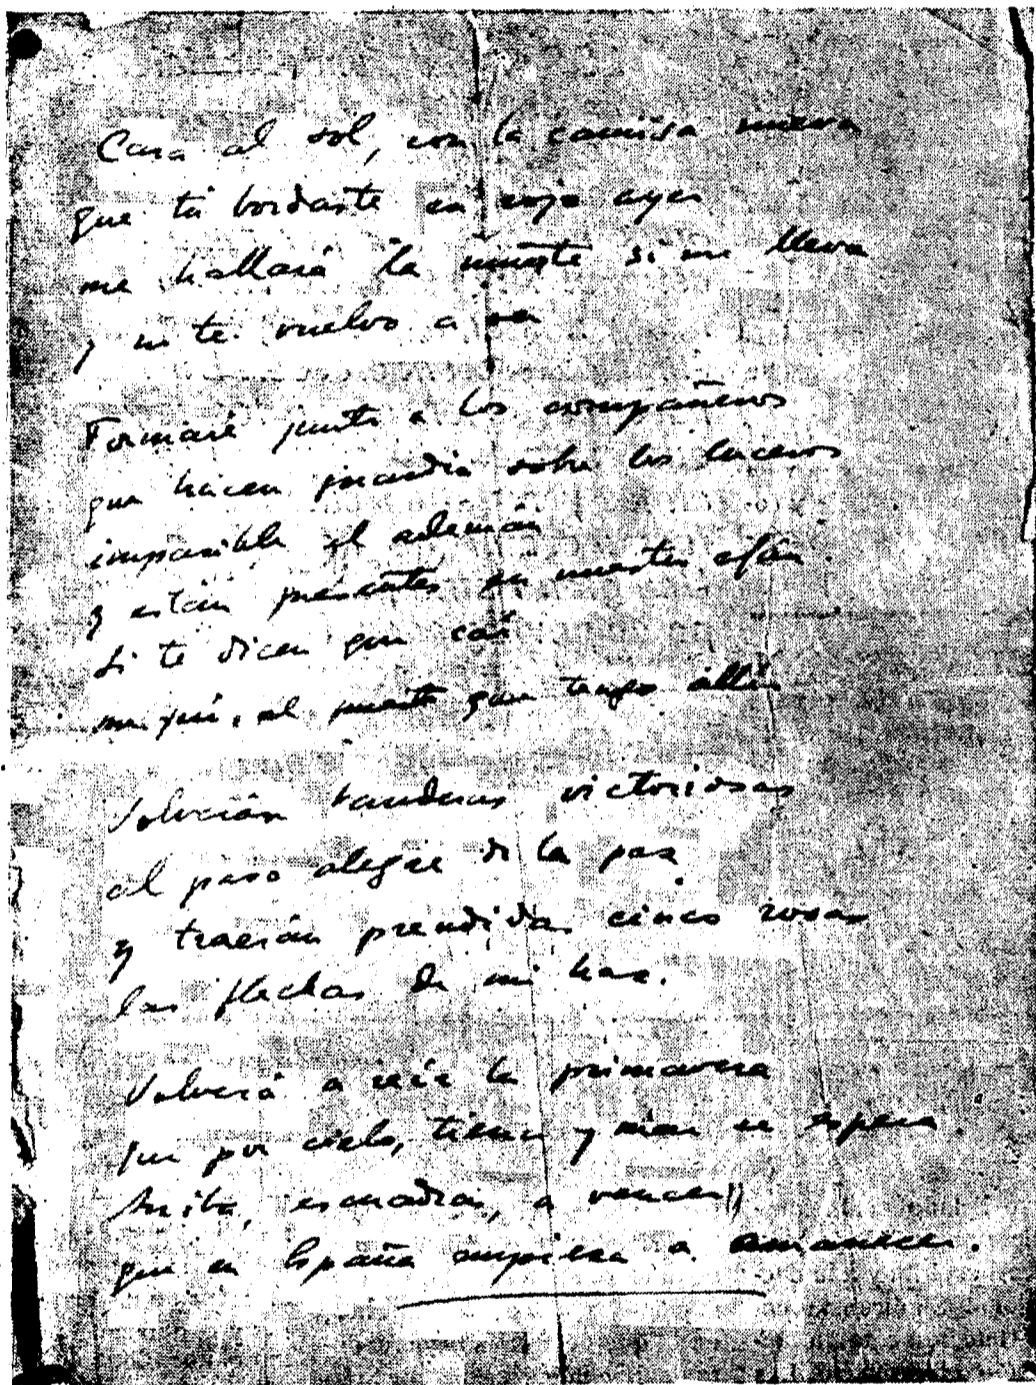 Cara al sol, con la camisa nueva
que tú bordaste en rojo ayer
me hallará la muerte si me lleva
y no te vuelvo a ver
Formaré junto a los compañeros
que hacen guardia sobre los luceros
impasible el ademán
y están presentes en nuestro afán.
Si te dicen que caí
me fui, al puesto que tengo allí
Volverán banderas victoriosas
al paso alegre de la paz
y traerán prendidas cinco rosas
las flechas de mi haz.
Volverá a reír la primavera
que por cielo, tierra y mar se espera.
Arriba, escuadras, a vencer!!
que en España empieza a amanecer.